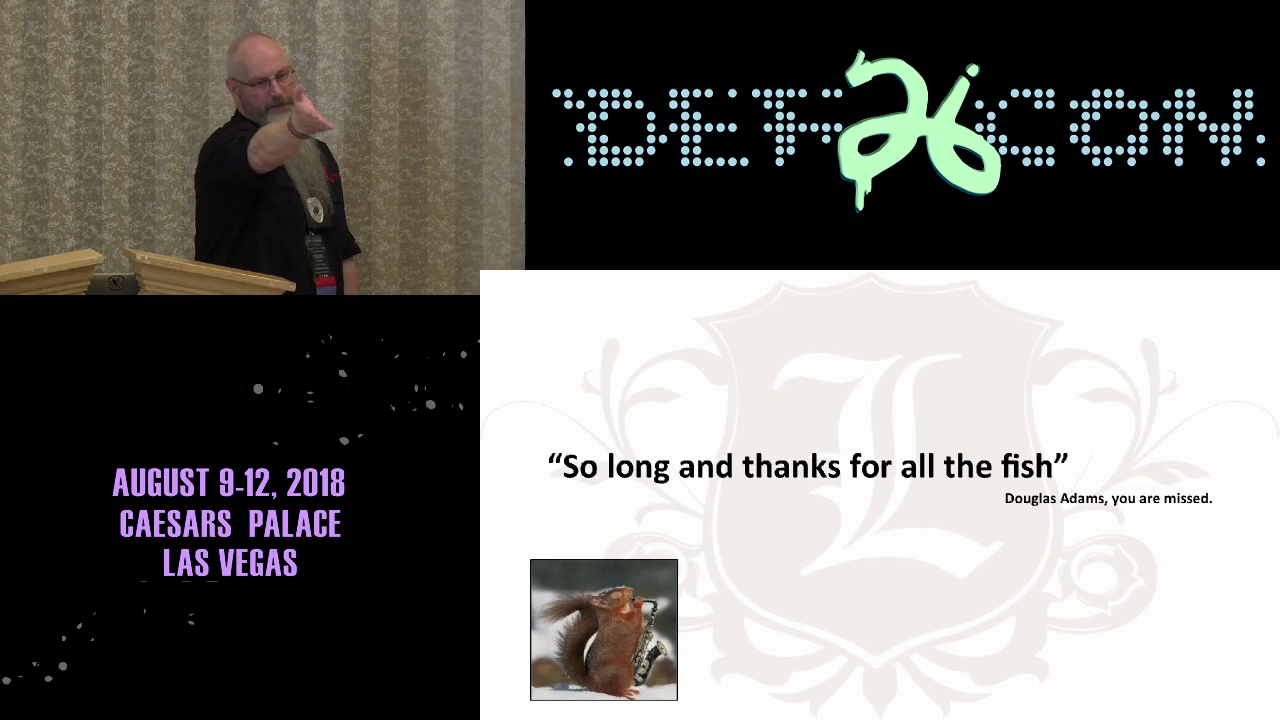 DEF CON
26
AUGUST 9-12, 2018
CAESARS PALACE
LAS VEGAS
L
“So long and thanks for all the fish”
Douglas Adams, you are missed.